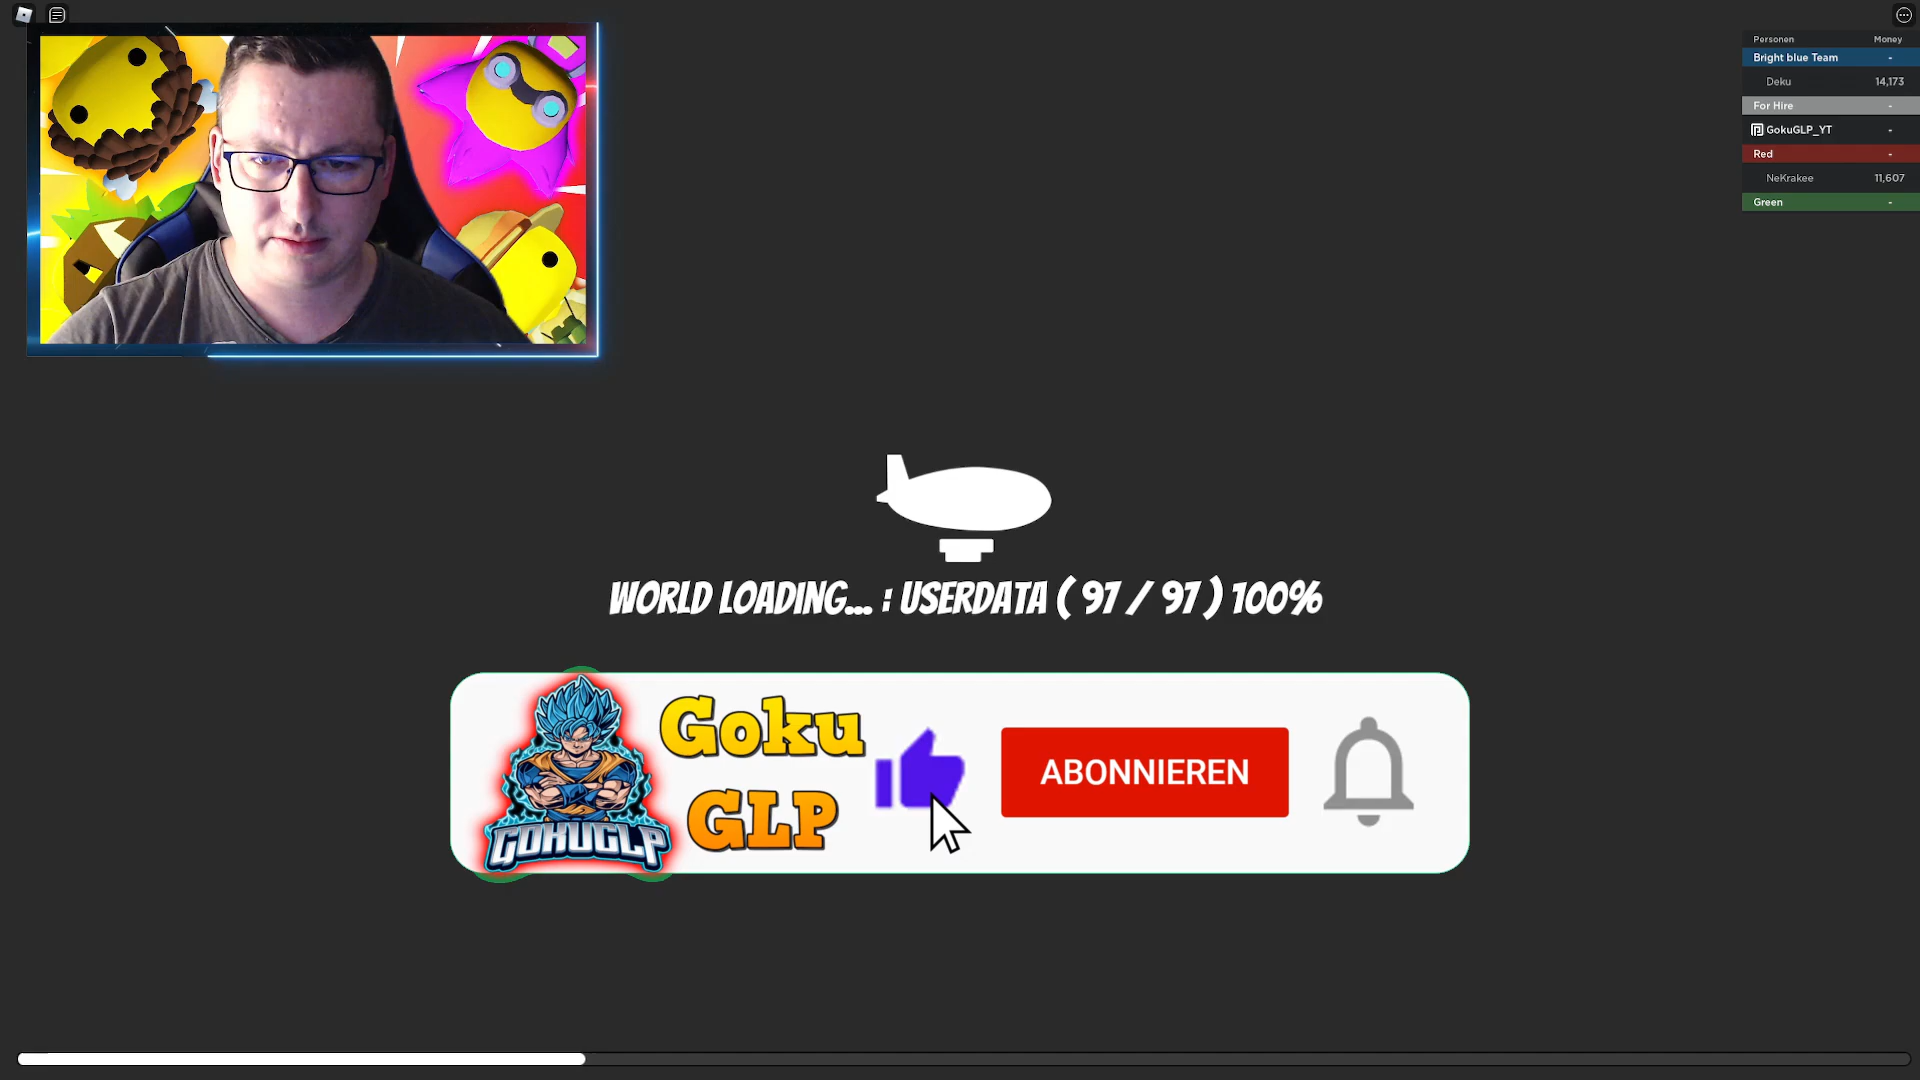 Personen Money
Bright blue Team -
Deku 14,173
For Hire -
GokuGLP_YT -
Red -
NeKrakee 11,607
Green -
WORLD LOADING... : USERDATA ( 97 / 97 ) 100%
Goku
GLP
GOKUGLP
ABONNIEREN